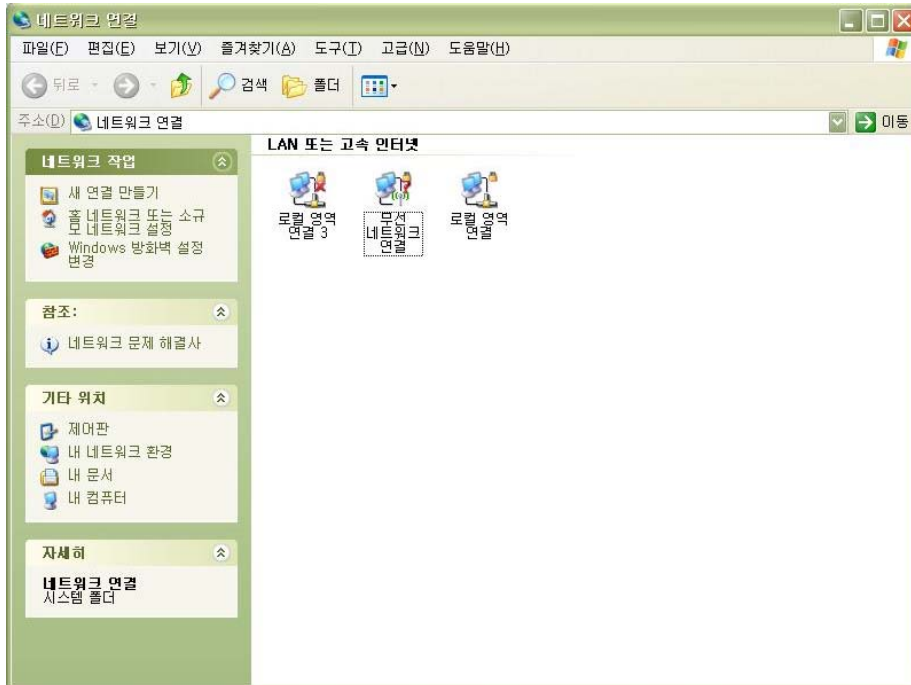 네트워크 연결
파일(F) 편집(E) 보기(V) 즐겨찾기(A) 도구(T) 고급(N) 도움말(H)
뒤로 검색 폴더
주소(D) 네트워크 연결 이동
네트워크 작업
새 연결 만들기
홈 네트워크 또는 소규
모 네트워크 설정
Windows 방화벽 설정
변경
참조:
네트워크 문제 해결사
기타 위치
제어판
내 네트워크 환경
내 문서
내 컴퓨터
자세히
네트워크 연결
시스템 폴더
LAN 또는 고속 인터넷
로컬 영역
연결 3
무선
네트워크
연결
로컬 영역
연결